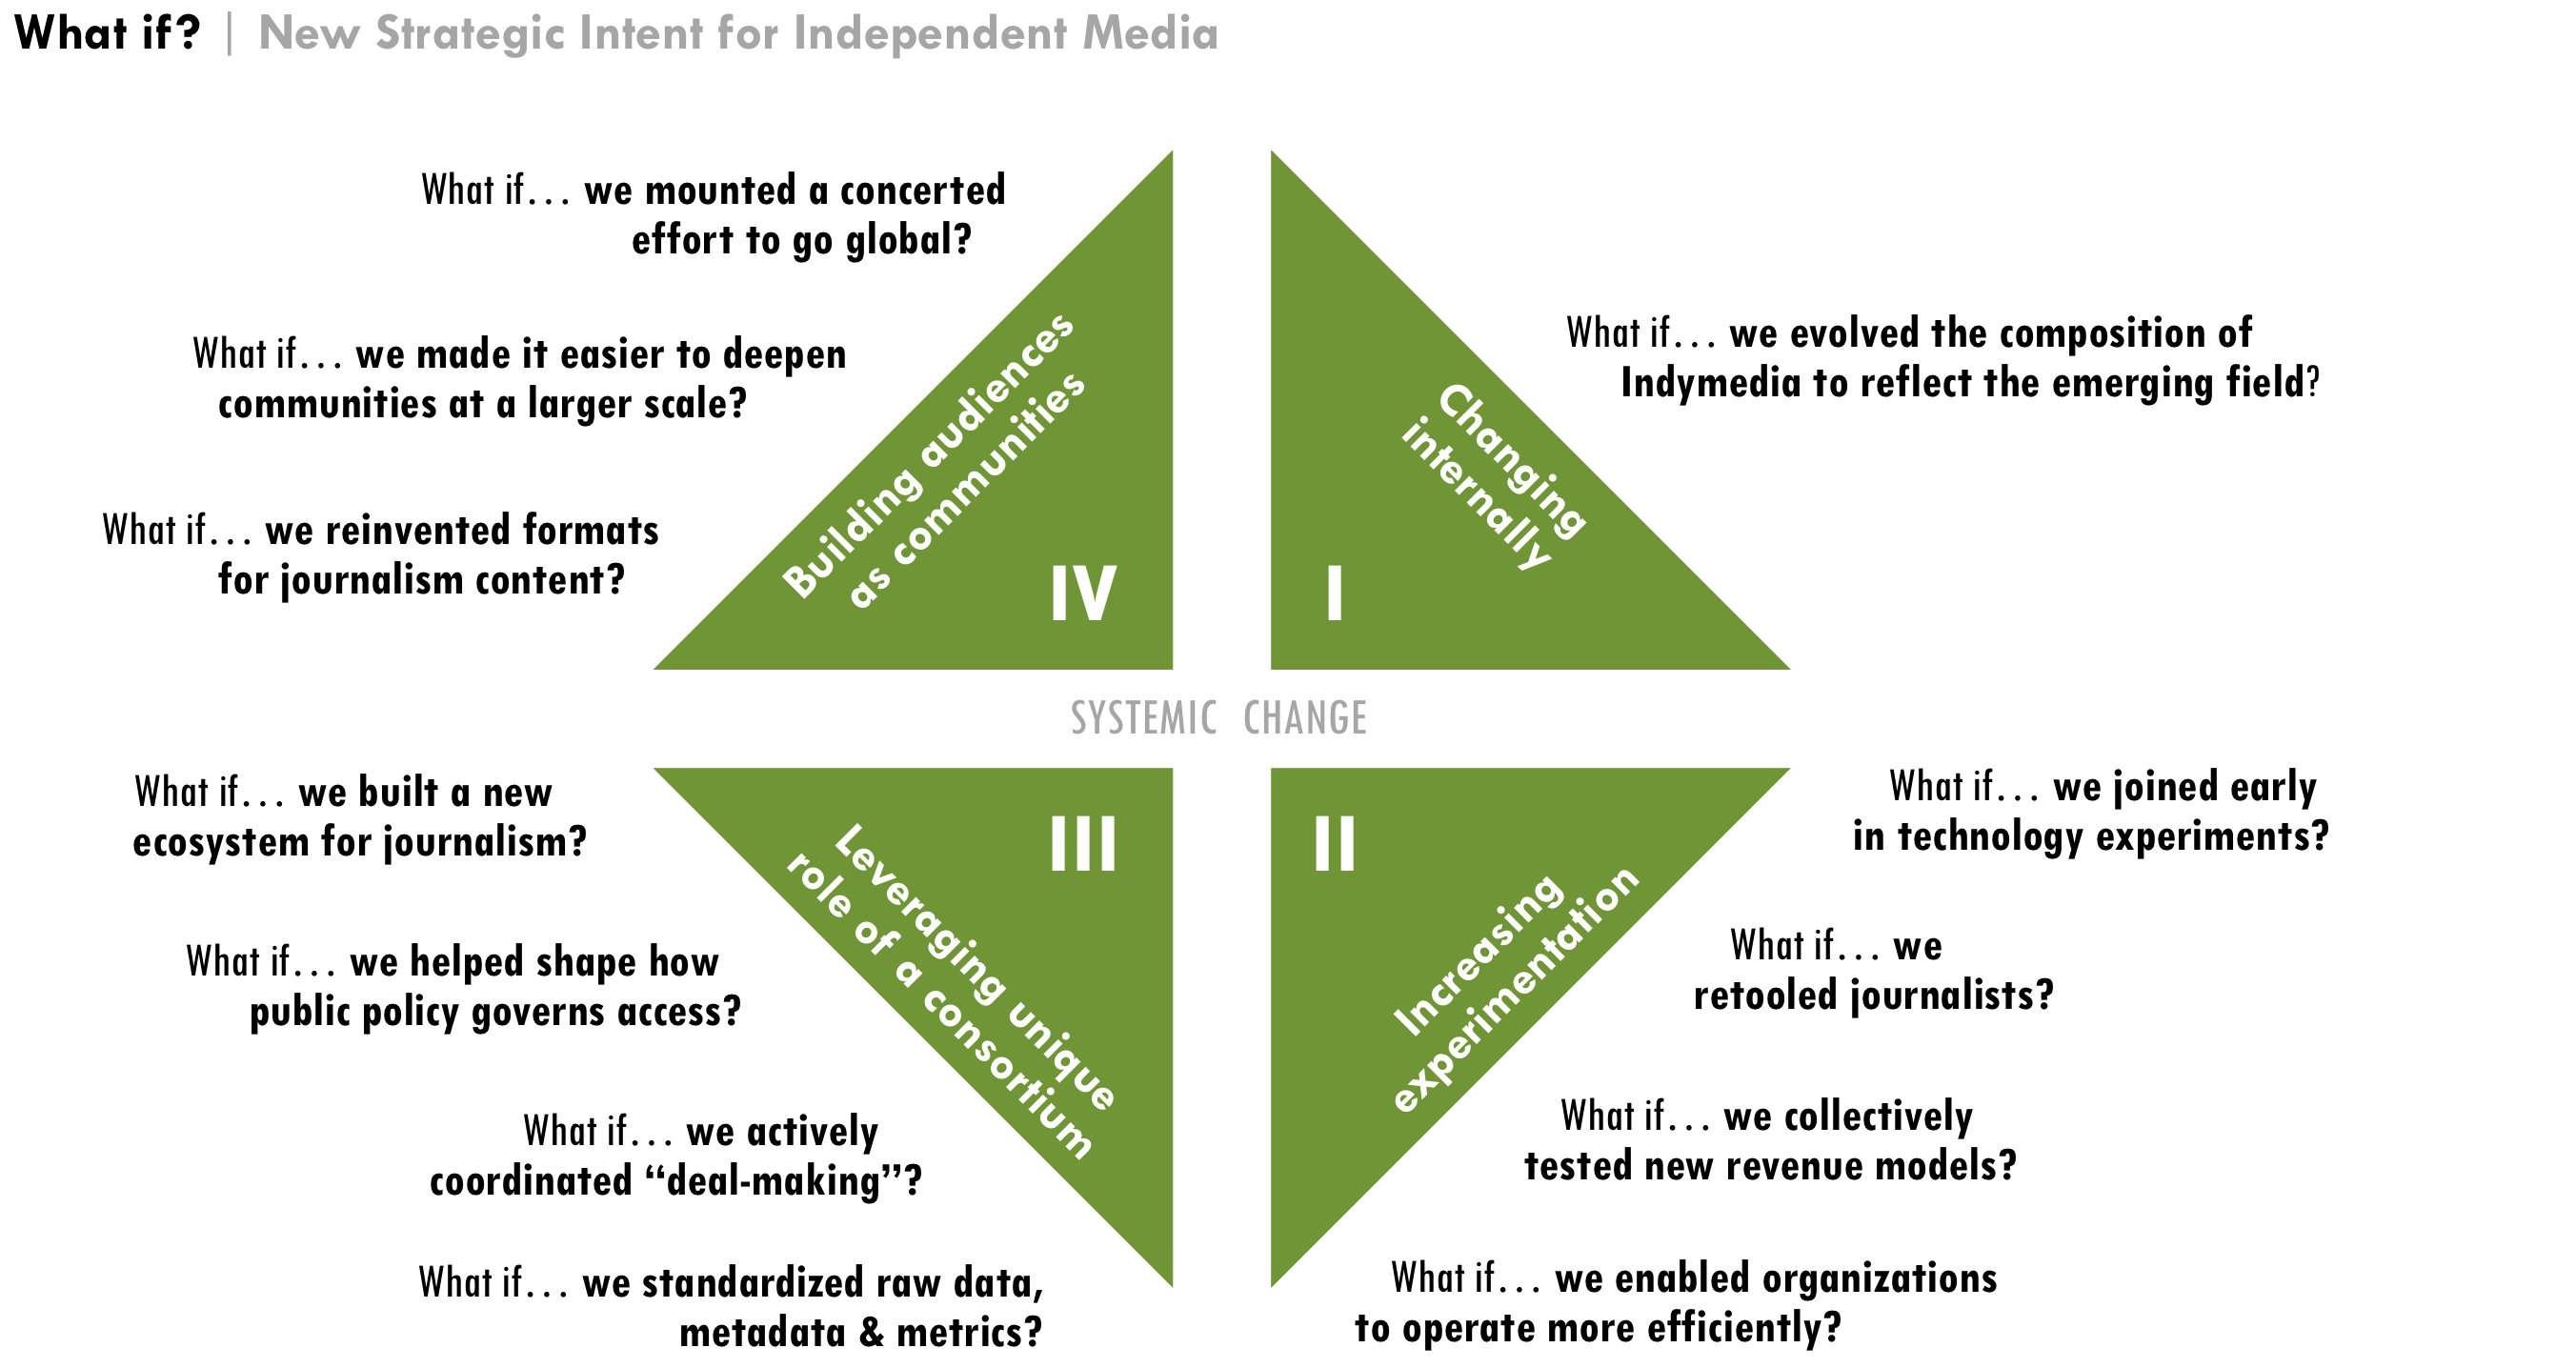 What if? | New Strategic Intent for Independent Media
What if… we mounted a concerted
effort to go global?
What if… we made it easier to deepen
communities at a larger scale?
What if… we reinvented formats
for journalism content?
Building audiences
as communities
IV
Changing
internally
I
What if… we evolved the composition of
Indymedia to reflect the emerging field?
SYSTEMIC CHANGE
What if… we built a new
ecosystem for journalism?
What if… we helped shape how
public policy governs access?
What if… we actively
coordinated “deal-making”?
What if… we standardized raw data,
metadata & metrics?
III
Leveraging unique
role of a consortium
II
Increasing
experimentation
What if… we joined early
in technology experiments?
What if… we
retooled journalists?
What if… we collectively
tested new revenue models?
What if… we enabled organizations
to operate more efficiently?